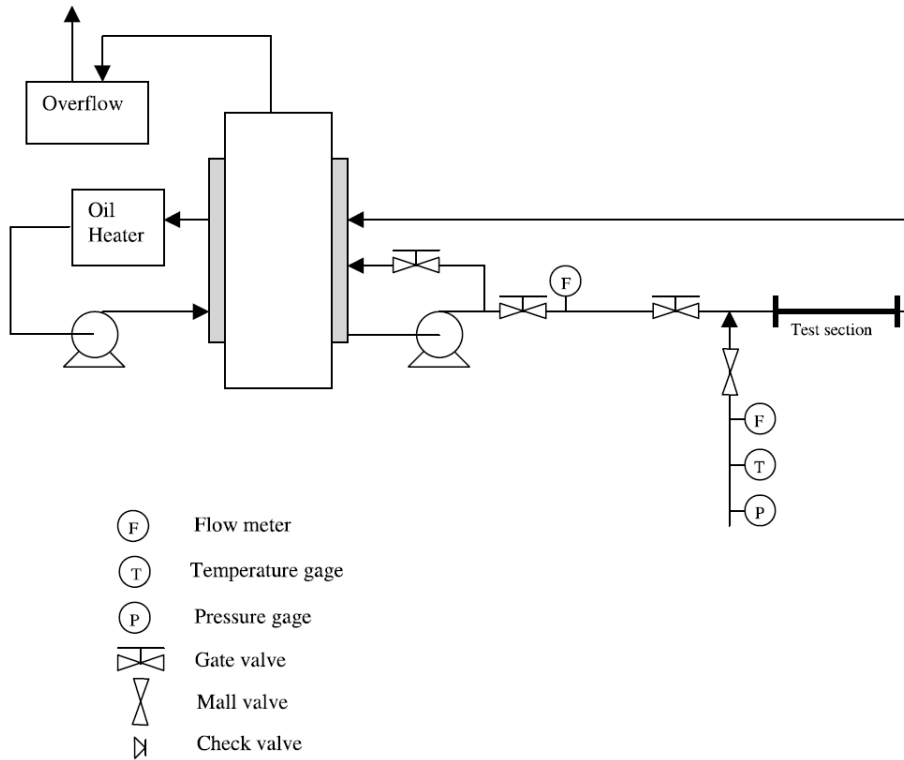 Overflow
Oil
Heater
F
Test section
F
T
P
F Flow meter
T Temperature gage
P Pressure gage
Gate valve
Mall valve
Check valve